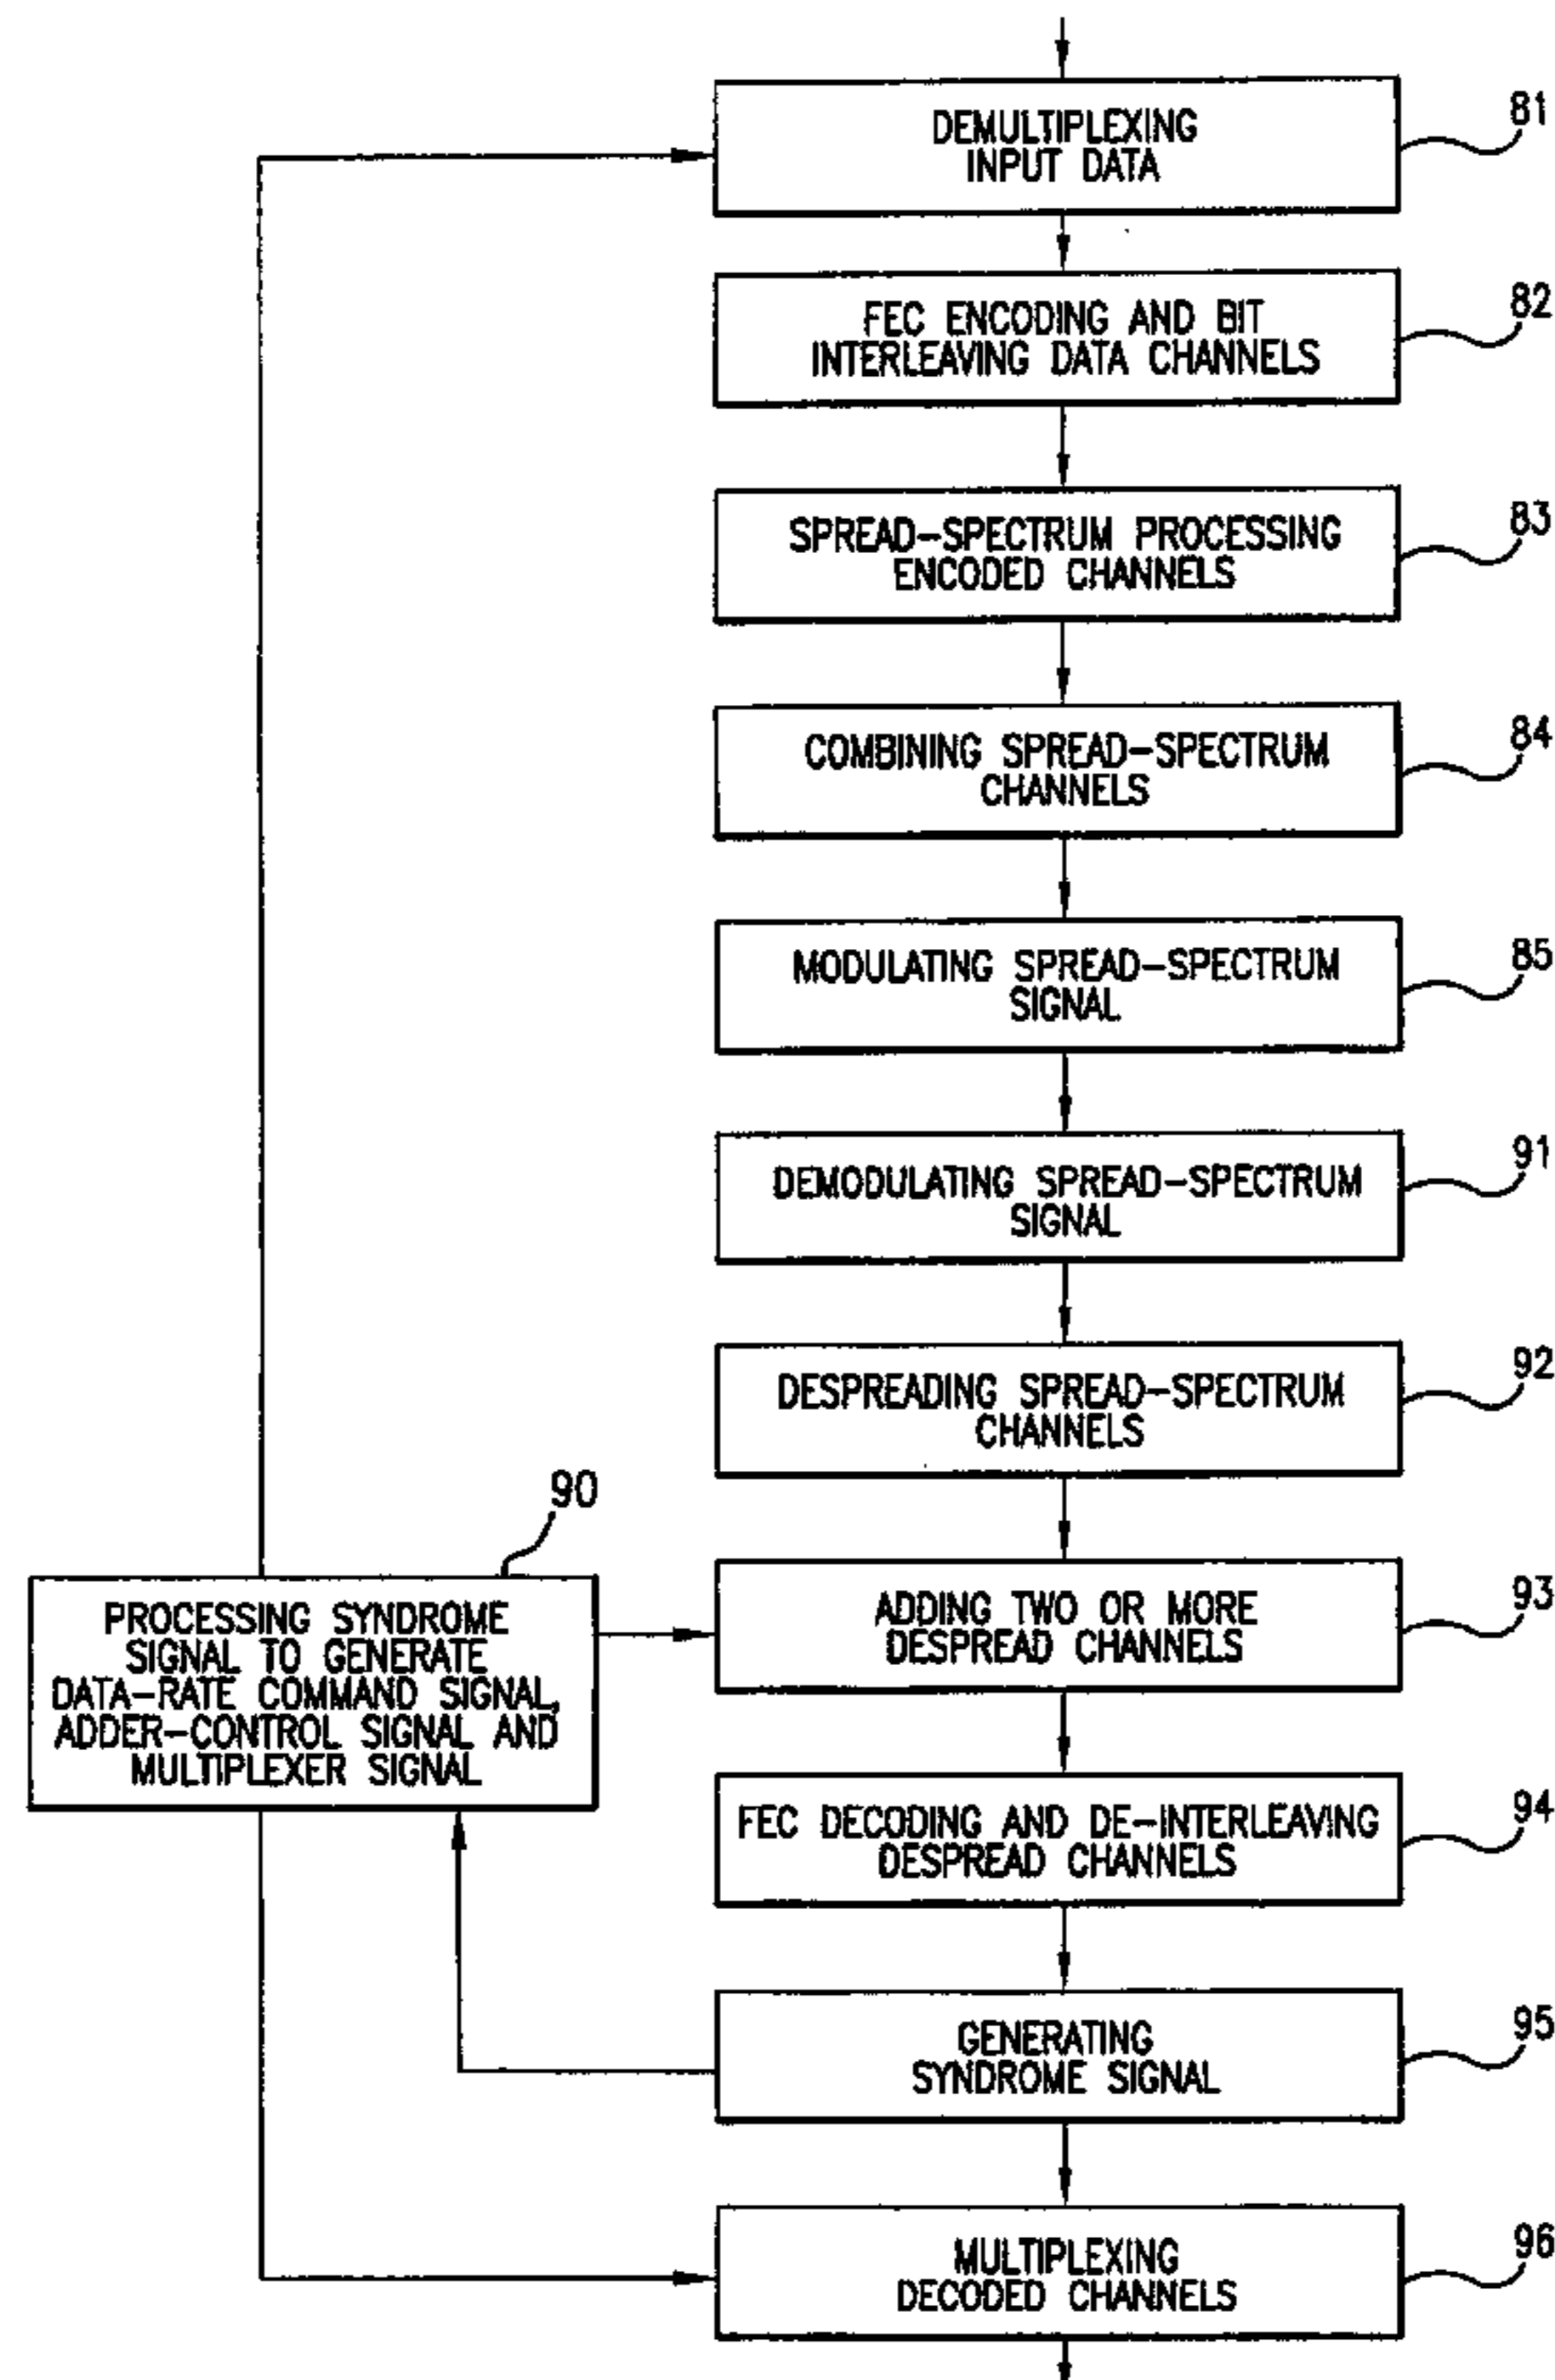 DEMULTIPLEXING
INPUT DATA
81
FEC ENCODING AND BIT
INTERLEAVING DATA CHANNELS
82
SPREAD-SPECTRUM PROCESSING
ENCODED CHANNELS
83
COMBINING SPREAD-SPECTRUM
CHANNELS
84
MODULATING SPREAD-SPECTRUM
SIGNAL
85
DEMODULATING SPREAD-SPECTRUM
SIGNAL
91
DESPREADING SPREAD-SPECTRUM
CHANNELS
92
90
PROCESSING SYNDROME
SIGNAL TO GENERATE
DATA-RATE COMMAND SIGNAL,
ADDER-CONTROL SIGNAL AND
MULTIPLEXER SIGNAL
ADDING TWO OR MORE
DESPREAD CHANNELS
93
FEC DECODING AND DE-INTERLEAVING
DESPREAD CHANNELS
94
GENERATING
SYNDROME SIGNAL
95
MULTIPLEXING
DECODED CHANNELS
96